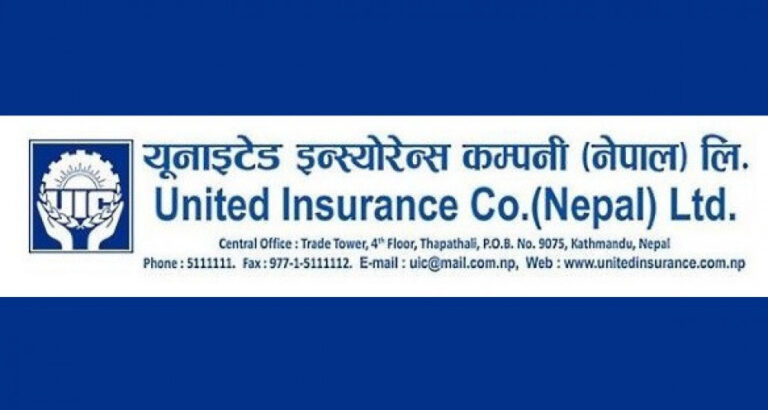 UIC
यूनाइटेड इन्स्योरेन्स कम्पनी (नेपाल) लि.
United Insurance Co.(Nepal) Ltd.
Central Office : Trade Tower, 4th Floor, Thapathali, P.O.B. No. 9075, Kathmandu, Nepal
Phone : 5111111. Fax : 977-1-5111112. E-mail : uic@mail.com.np, Web : www.unitedinsurance.com.np